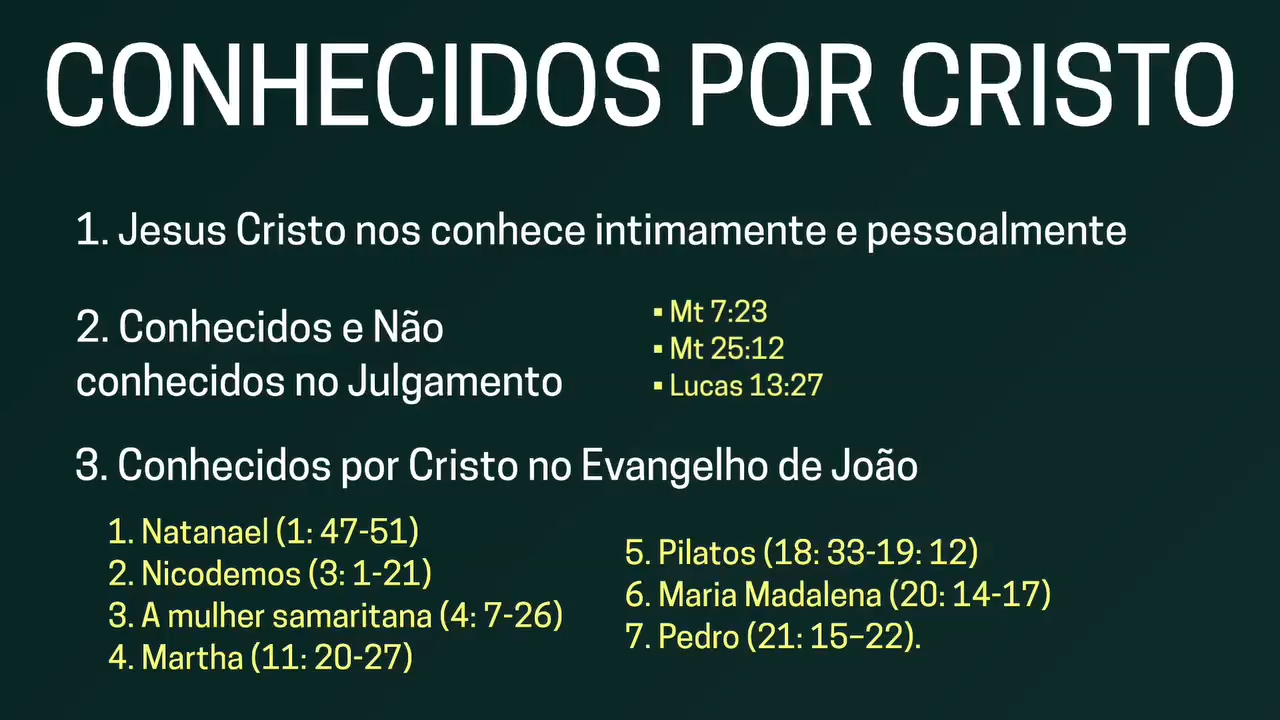 CONHECIDOS POR CRISTO
1. Jesus Cristo nos conhece intimamente e pessoalmente
2. Conhecidos e Não
conhecidos no Julgamento
▪ Mt 7:23
▪ Mt 25:12
▪ Lucas 13:27
3. Conhecidos por Cristo no Evangelho de João
1. Natanael (1: 47-51)
2. Nicodemos (3: 1-21)
3. A mulher samaritana (4: 7-26)
4. Martha (11: 20-27)
5. Pilatos (18: 33-19: 12)
6. Maria Madalena (20: 14-17)
7. Pedro (21: 15–22).